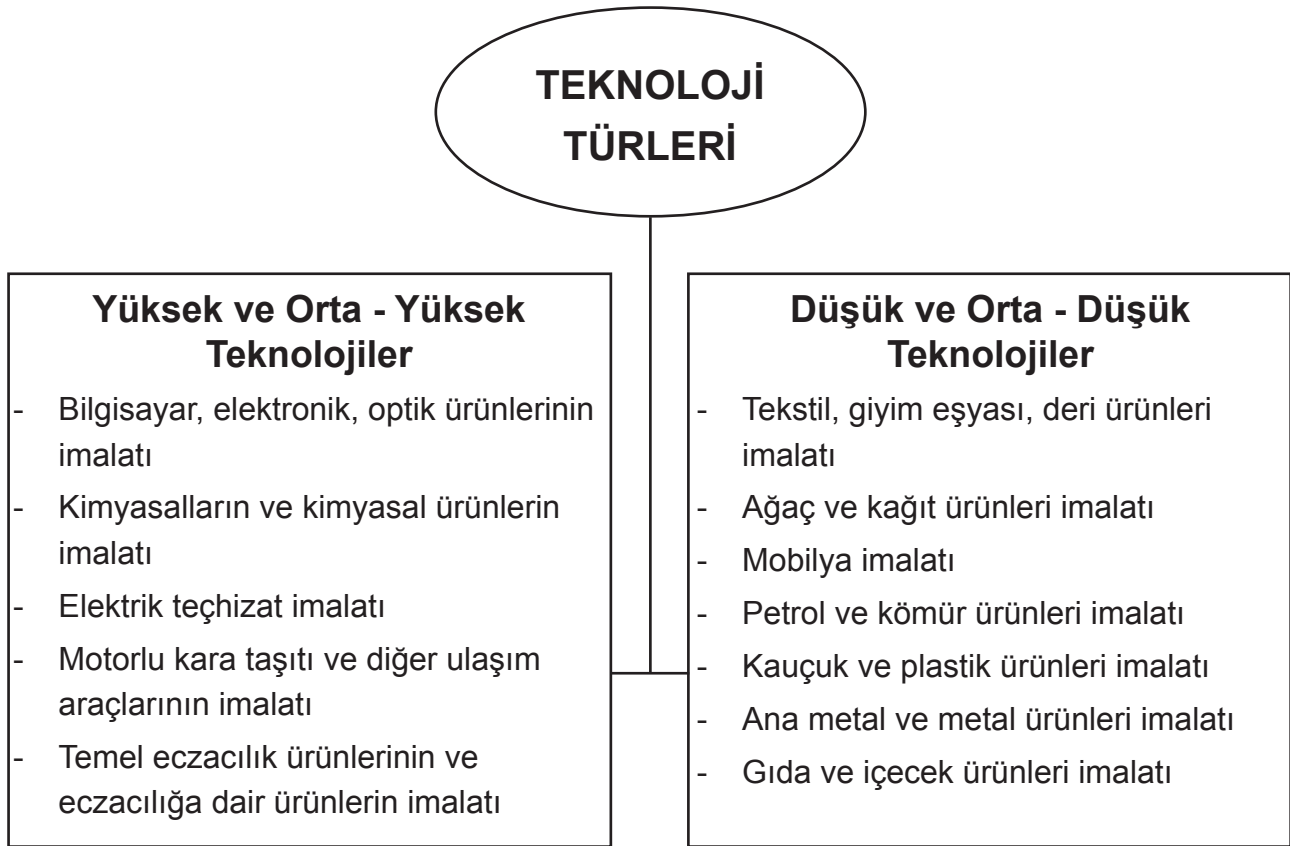 TEKNOLOJİ
TÜRLERİ
Yüksek ve Orta - Yüksek
Teknolojiler
- Bilgisayar, elektronik, optik ürünlerinin
imalatı
- Kimyasalların ve kimyasal ürünlerin
imalatı
- Elektrik teçhizat imalatı
- Motorlu kara taşıtı ve diğer ulaşım
araçlarının imalatı
- Temel eczacılık ürünlerinin ve
eczacılığa dair ürünlerin imalatı
Düşük ve Orta - Düşük
Teknolojiler
- Tekstil, giyim eşyası, deri ürünleri
imalatı
- Ağaç ve kağıt ürünleri imalatı
- Mobilya imalatı
- Petrol ve kömür ürünleri imalatı
- Kauçuk ve plastik ürünleri imalatı
- Ana metal ve metal ürünleri imalatı
- Gıda ve içecek ürünleri imalatı